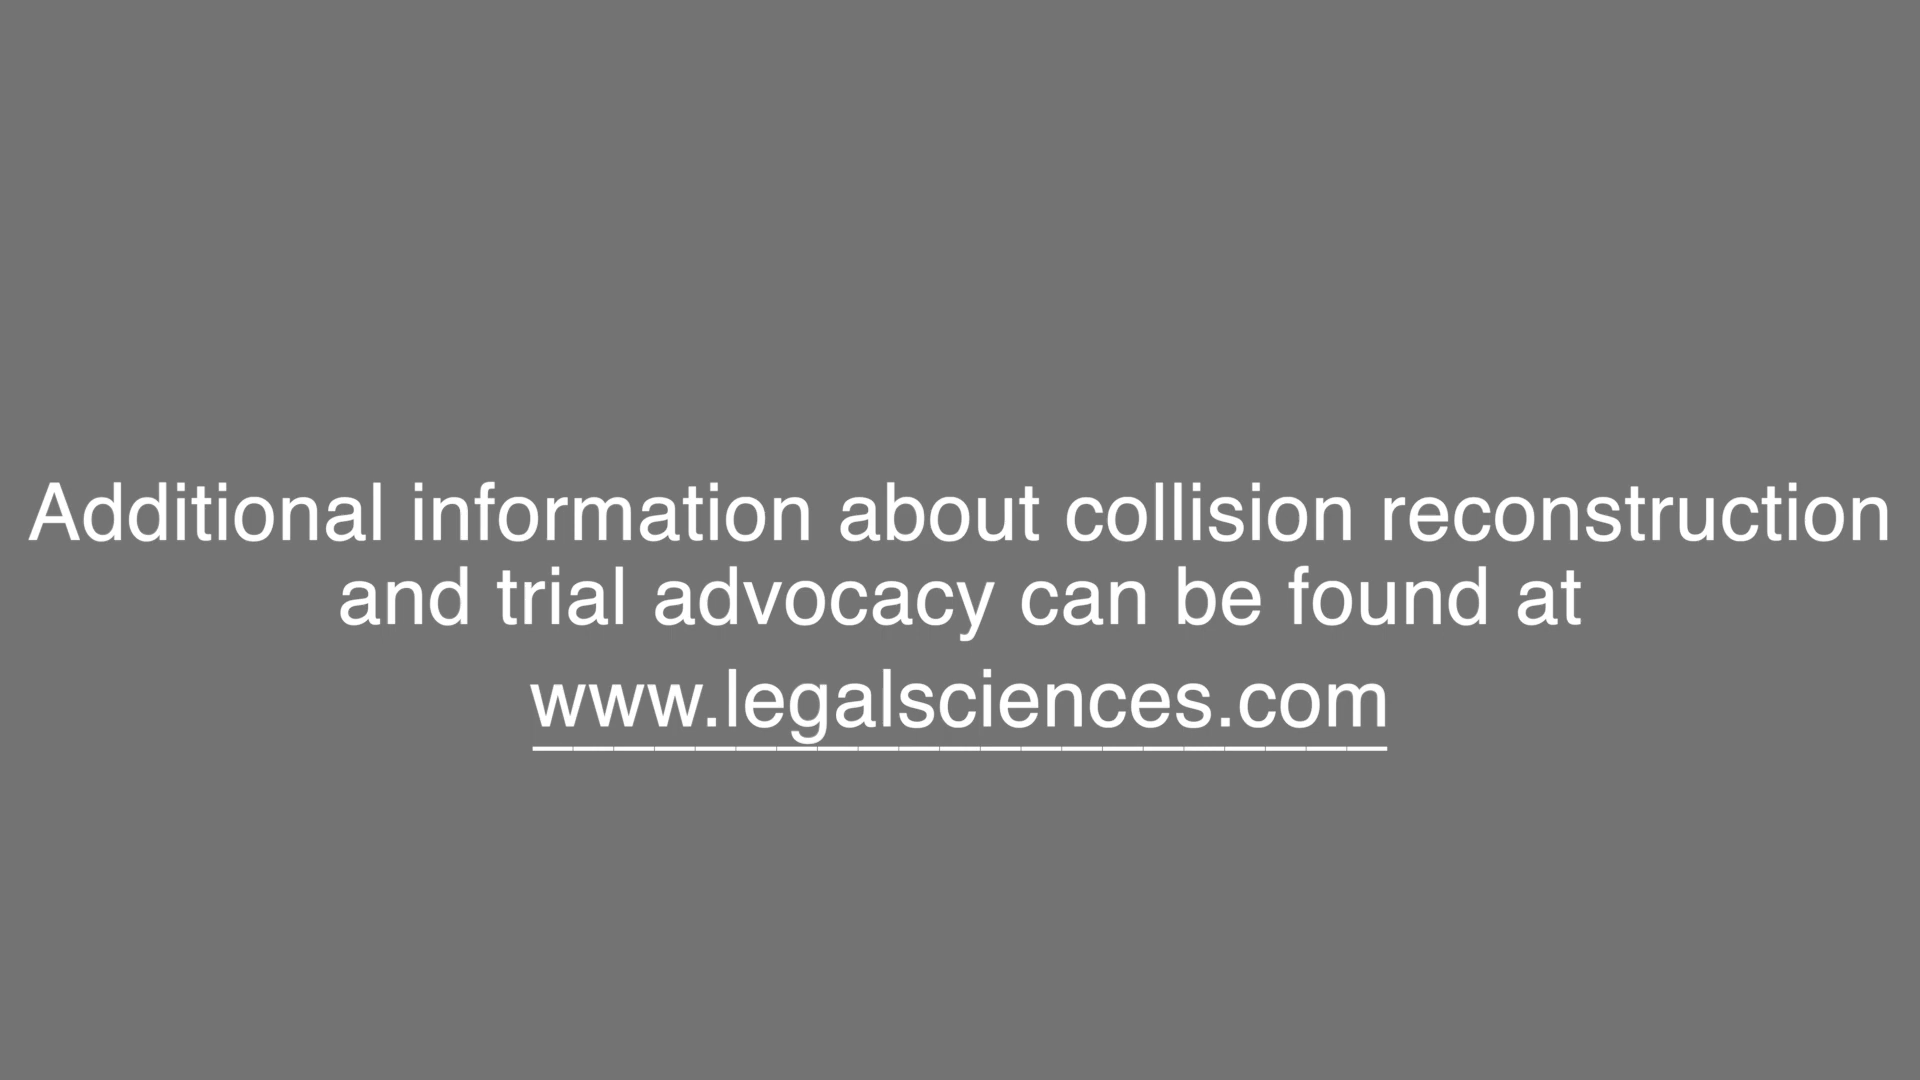 Additional information about collision reconstruction
and trial advocacy can be found at
www.legalsciences.com